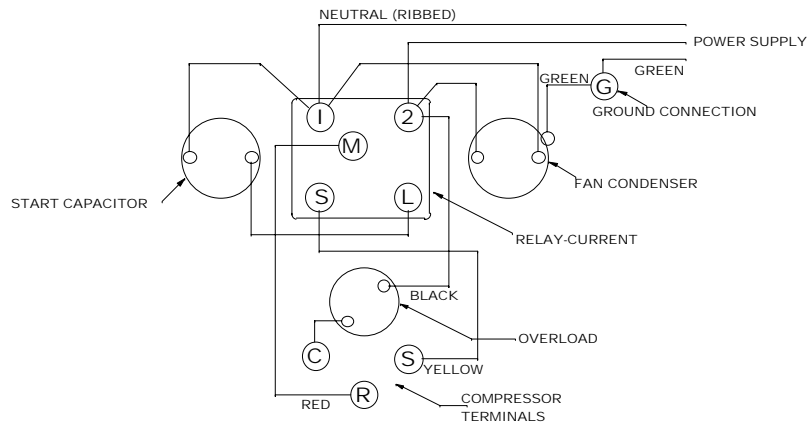 NEUTRAL (RIBBED)
POWER SUPPLY
GREEN
GREEN
G
GROUND CONNECTION
1
2
M
FAN CONDENSER
START CAPACITOR
S
L
RELAY-CURRENT
BLACK
OVERLOAD
C
S
YELLOW
RED
R
COMPRESSOR
TERMINALS